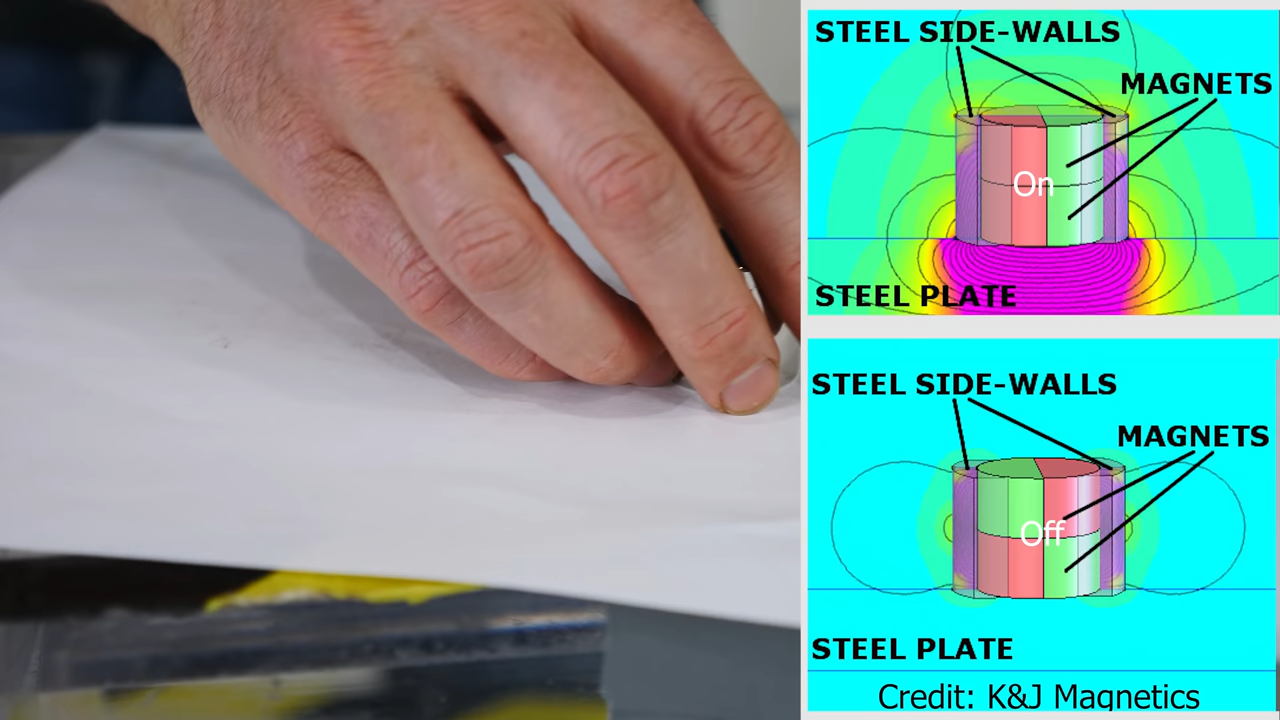 STEEL SIDE-WALLS
MAGNETS
On
STEEL PLATE
STEEL SIDE-WALLS
MAGNETS
Off
STEEL PLATE
Credit: K&J Magnetics